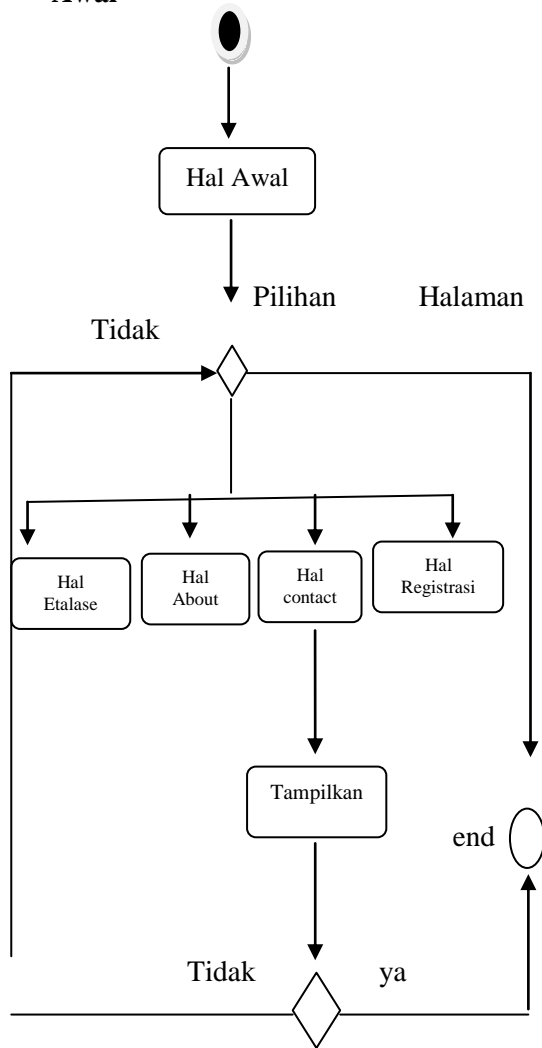 Awal
Hal Awal
Pilihan Halaman
Tidak
Hal
Etalase
Hal
About
Hal
contact
Hal
Registrasi
Tampilkan
end
Tidak ya